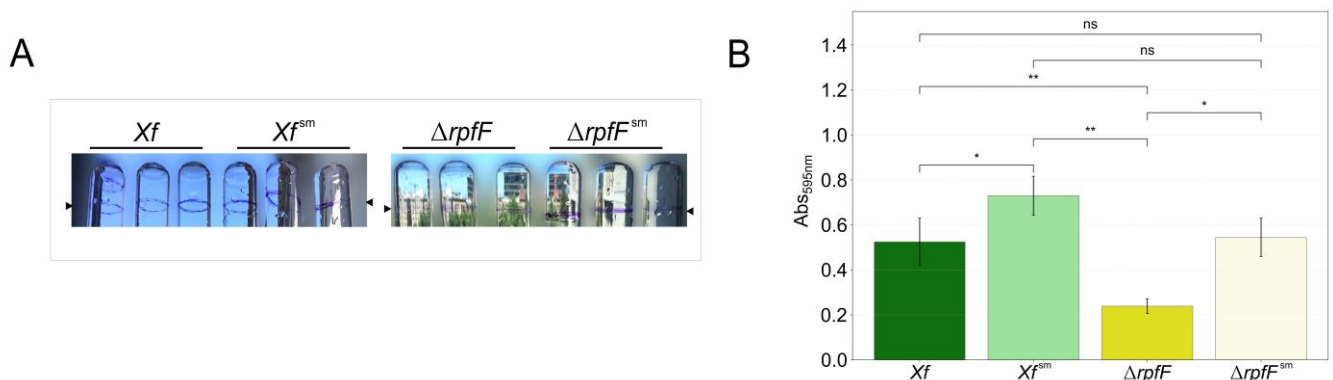 A
Xf
Xf^sm
ΔrpfF
ΔrpfF^sm
B
Abs595nm
1.4
1.2
1.0
0.8
0.6
0.4
0.2
0.0
ns
ns
**
*
**
*
Xf
Xf^sm
ΔrpfF
ΔrpfF^sm